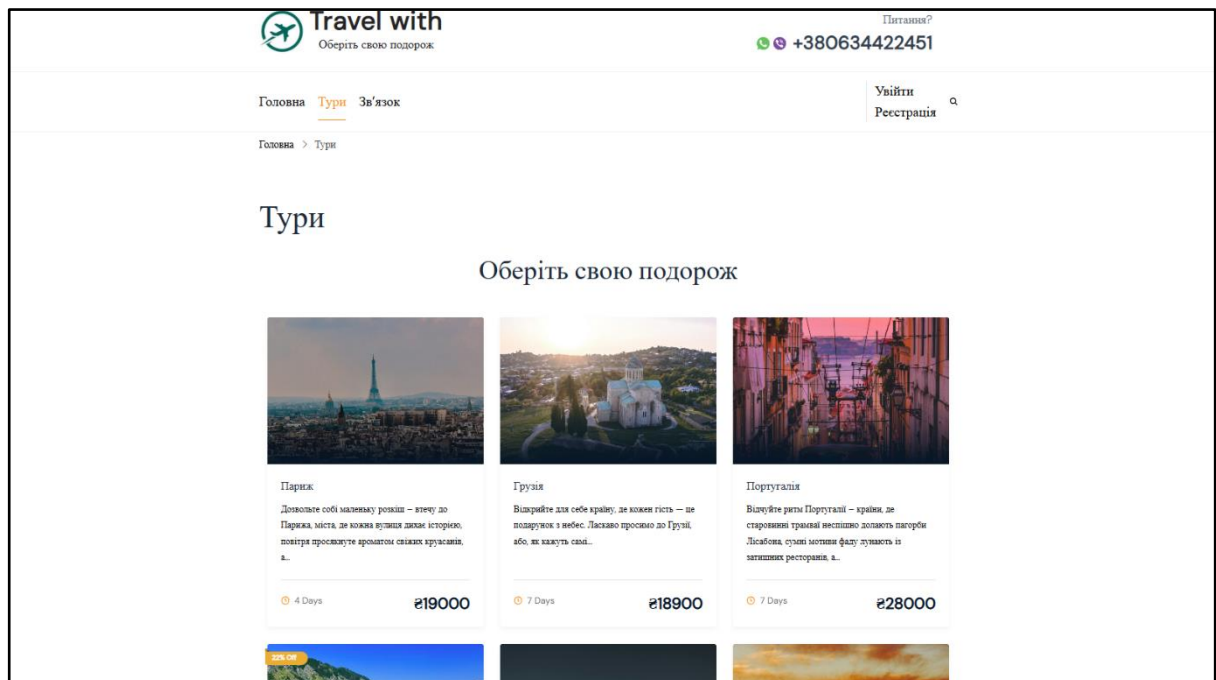 Travel with
Оберіть свою подорож
Питання?
+380634422451
Головна Тури Зв'язок
Увійти
Реєстрація
Головна > Тури
Тури
Оберіть свою подорож
Париж
Дозвольте собі маленьку розкіш – втечу до
Парижа, міста, де кожна вулиця дихає історією,
повітря просякнуте ароматом свіжих круасанів,
а...
4 Days ₴19000
Грузія
Відкрийте для себе країну, де кожен гість — це
подарунок з небес. Ласкаво просимо до Грузії,
або, як кажуть самі...
7 Days ₴18900
Португалія
Відчуйте ритм Португалії – країни, де
старовинні трамваї неспішно долають пагорби
Лісабона, сумні мотиви фаду лунають із
затишних ресторанів, а...
7 Days ₴28000
22% Off